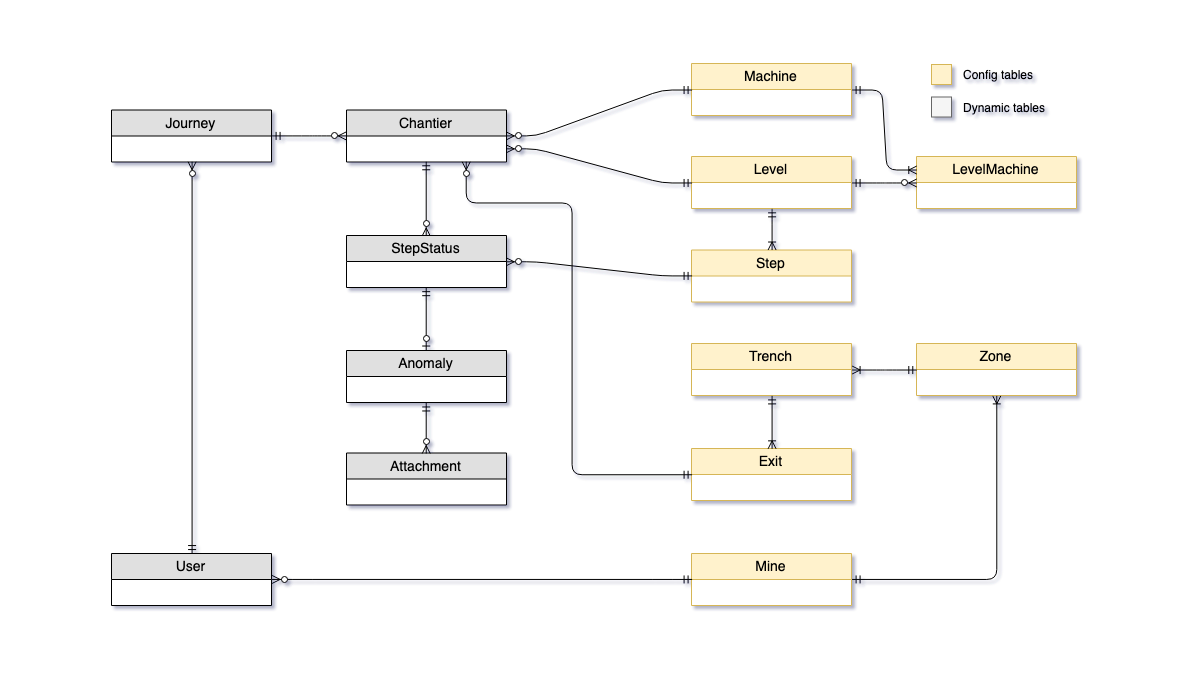 Machine
Config tables
Dynamic tables
Journey
Chantier
Level
LevelMachine
StepStatus
Step
Anomaly
Trench
Zone
Attachment
Exit
User
Mine